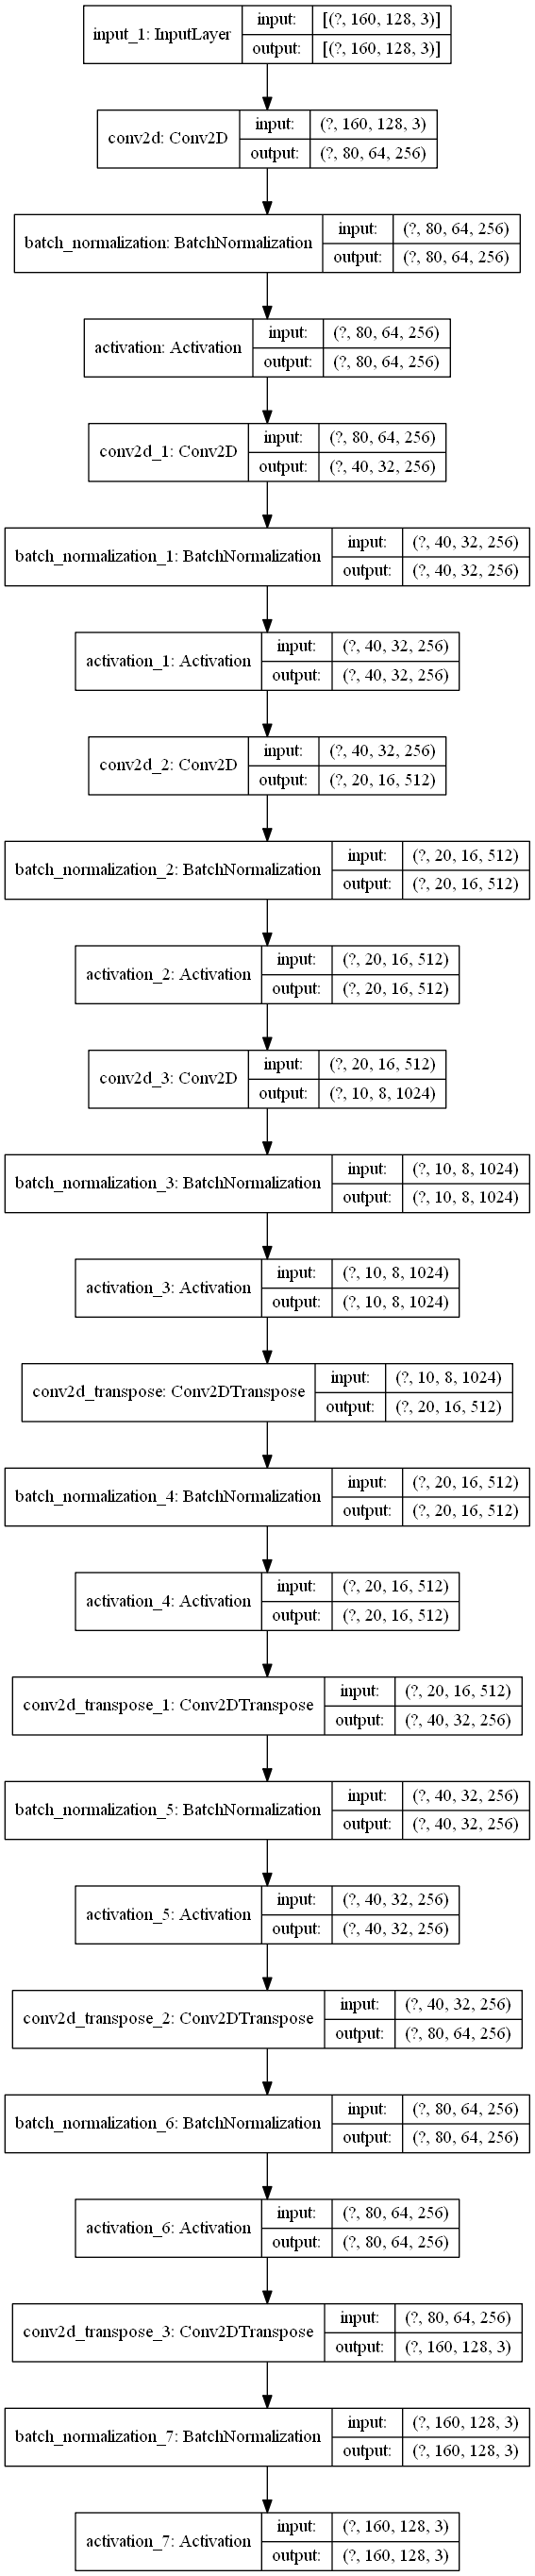 input_1: InputLayer
input: [(?, 160, 128, 3)]
output: [(?, 160, 128, 3)]
conv2d: Conv2D
input: (?, 160, 128, 3)
output: (?, 80, 64, 256)
batch_normalization: BatchNormalization
input: (?, 80, 64, 256)
output: (?, 80, 64, 256)
activation: Activation
input: (?, 80, 64, 256)
output: (?, 80, 64, 256)
conv2d_1: Conv2D
input: (?, 80, 64, 256)
output: (?, 40, 32, 256)
batch_normalization_1: BatchNormalization
input: (?, 40, 32, 256)
output: (?, 40, 32, 256)
activation_1: Activation
input: (?, 40, 32, 256)
output: (?, 40, 32, 256)
conv2d_2: Conv2D
input: (?, 40, 32, 256)
output: (?, 20, 16, 512)
batch_normalization_2: BatchNormalization
input: (?, 20, 16, 512)
output: (?, 20, 16, 512)
activation_2: Activation
input: (?, 20, 16, 512)
output: (?, 20, 16, 512)
conv2d_3: Conv2D
input: (?, 20, 16, 512)
output: (?, 10, 8, 1024)
batch_normalization_3: BatchNormalization
input: (?, 10, 8, 1024)
output: (?, 10, 8, 1024)
activation_3: Activation
input: (?, 10, 8, 1024)
output: (?, 10, 8, 1024)
conv2d_transpose: Conv2DTranspose
input: (?, 10, 8, 1024)
output: (?, 20, 16, 512)
batch_normalization_4: BatchNormalization
input: (?, 20, 16, 512)
output: (?, 20, 16, 512)
activation_4: Activation
input: (?, 20, 16, 512)
output: (?, 20, 16, 512)
conv2d_transpose_1: Conv2DTranspose
input: (?, 20, 16, 512)
output: (?, 40, 32, 256)
batch_normalization_5: BatchNormalization
input: (?, 40, 32, 256)
output: (?, 40, 32, 256)
activation_5: Activation
input: (?, 40, 32, 256)
output: (?, 40, 32, 256)
conv2d_transpose_2: Conv2DTranspose
input: (?, 40, 32, 256)
output: (?, 80, 64, 256)
batch_normalization_6: BatchNormalization
input: (?, 80, 64, 256)
output: (?, 80, 64, 256)
activation_6: Activation
input: (?, 80, 64, 256)
output: (?, 80, 64, 256)
conv2d_transpose_3: Conv2DTranspose
input: (?, 80, 64, 256)
output: (?, 160, 128, 3)
batch_normalization_7: BatchNormalization
input: (?, 160, 128, 3)
output: (?, 160, 128, 3)
activation_7: Activation
input: (?, 160, 128, 3)
output: (?, 160, 128, 3)